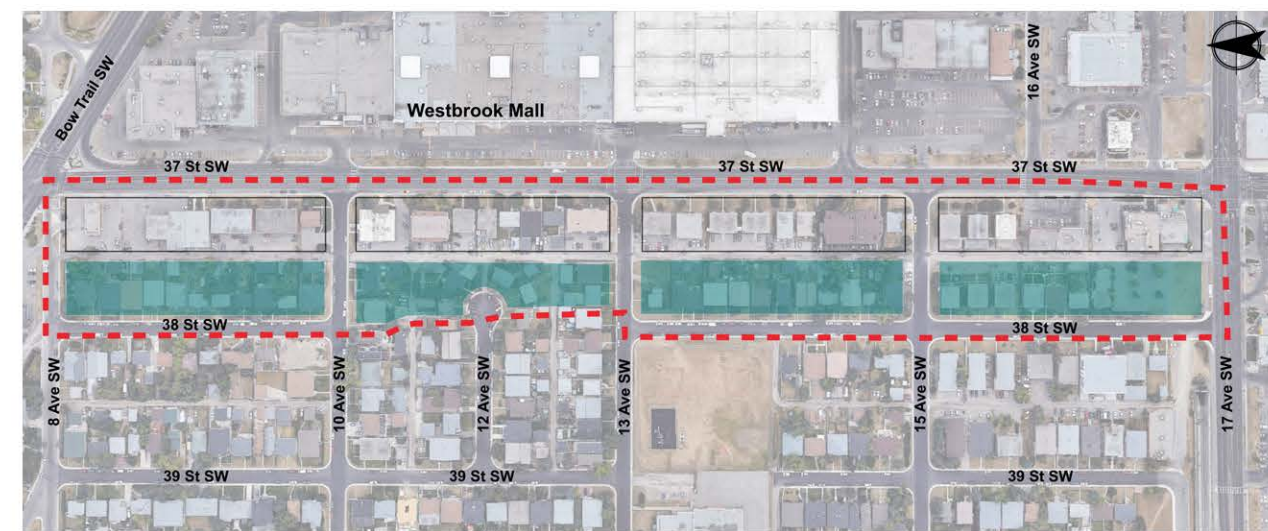 Bow Trail SW
Westbrook Mall
16 Ave SW
37 St SW
37 St SW
37 St SW
38 St SW
38 St SW
8 Ave SW
10 Ave SW
12 Ave SW
13 Ave SW
15 Ave SW
17 Ave SW
39 St SW
39 St SW
39 St SW